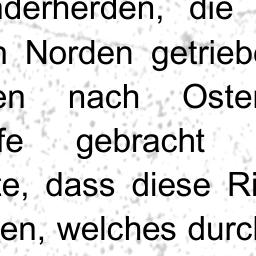 nderherden, die
Norden getriebe
en nach Oster
fe gebracht
te, dass diese Ri
en, welches durch